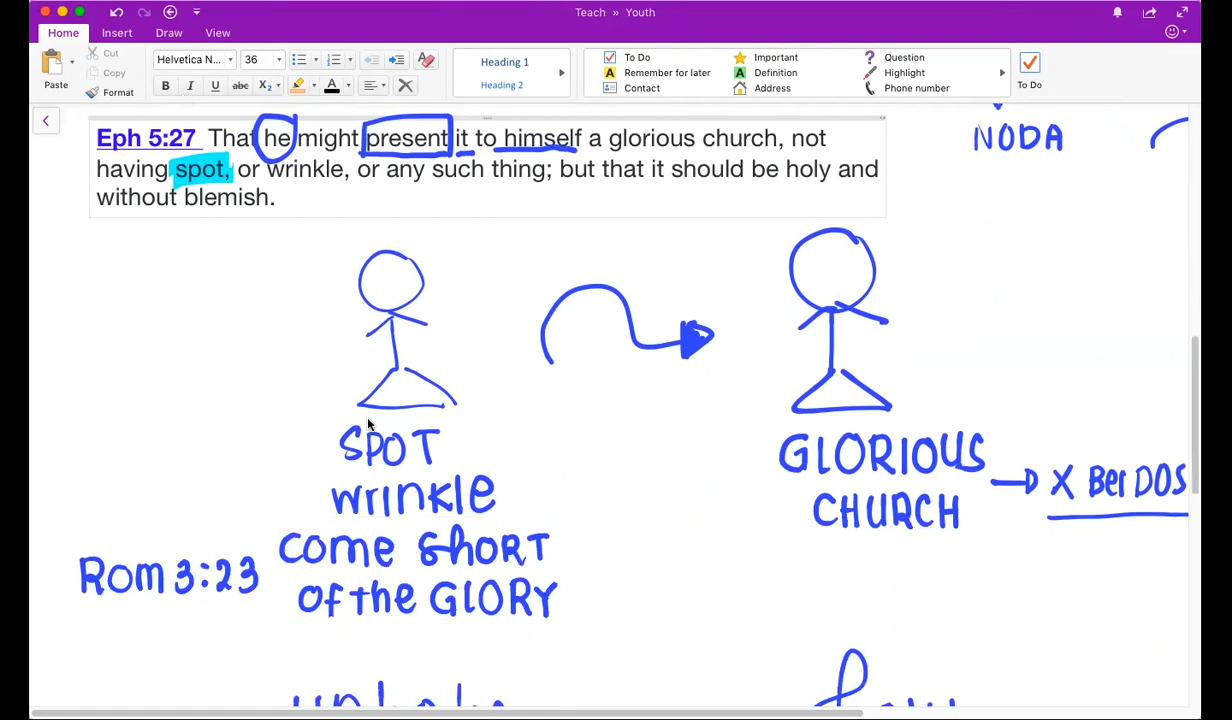 Teach » Youth
Home Insert Draw View
Paste
Cut
Copy
Format
Helvetica N... 36
B I U abc X₂ A
Heading 1
Heading 2
To Do
Remember for later
Contact
Important
Definition
Address
Question
Highlight
Phone number
To Do
Eph 5:27 That he might present it to himself a glorious church, not
having spot, or wrinkle, or any such thing; but that it should be holy and
without blemish.
NODA
SPOT
wrinkle
come short
of the GLORY
Rom 3:23
GLORIOUS
CHURCH
X Ber DOS